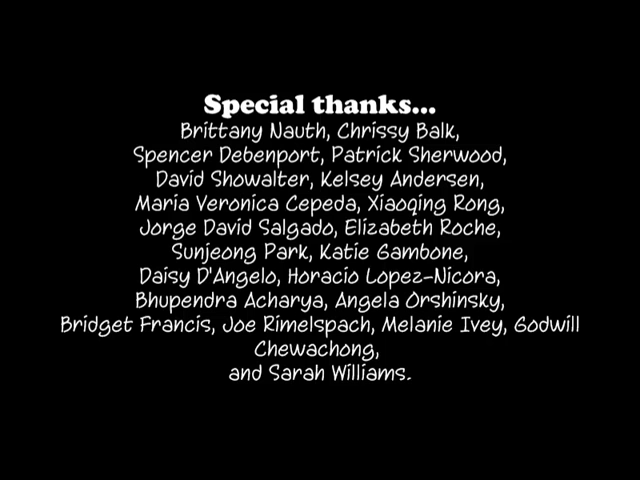 Special thanks...
Brittany Nauth, Chrissy Balk,
Spencer Debenport, Patrick Sherwood,
David Showalter, Kelsey Andersen,
Maria Veronica Cepeda, Xiaoqing Rong,
Jorge David Salgado, Elizabeth Roche,
Sunjeong Park, Katie Gambone,
Daisy D'Angelo, Horacio Lopez-Nicora,
Bhupendra Acharya, Angela Orshinsky,
Bridget Francis, Joe Rimelspach, Melanie Ivey, Godwill
Chewachong,
and Sarah Williams.